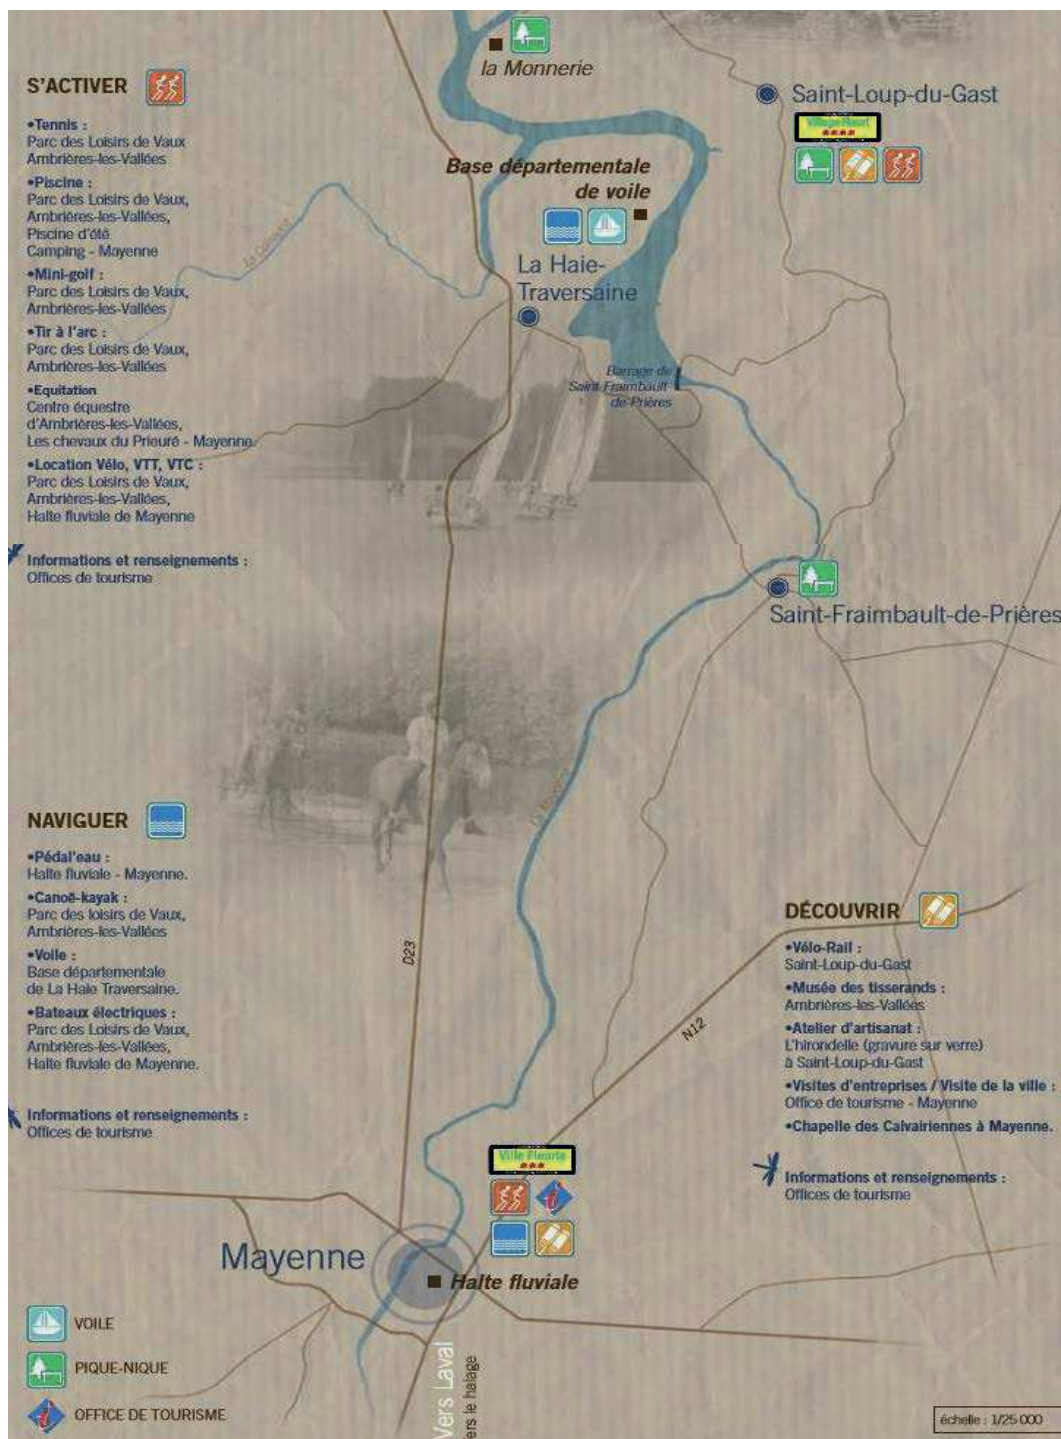 la Monnerie
Saint-Loup-du-Gast
Village Fleuri
Base départementale
de voile
La Haie-
Traversaine
Barrage de
Saint-Fraimbault-
de-Prières
Saint-Fraimbault-de-Prières
S'ACTIVER
•Tennis :
Parc des Loisirs de Vaux
Ambrières-les-Vallées
•Piscine :
Parc des Loisirs de Vaux,
Ambrières-les-Vallées,
Piscine d'été
Camping - Mayenne
•Mini-golf :
Parc des Loisirs de Vaux,
Ambrières-les-Vallées
•Tir à l'arc :
Parc des Loisirs de Vaux,
Ambrières-les-Vallées
•Equitation
Centre équestre
d'Ambrières-les-Vallées,
Les chevaux du Prieuré - Mayenne.
•Location Vélo, VTT, VTC :
Parc des Loisirs de Vaux,
Ambrières-les-Vallées,
Halte fluviale de Mayenne
Informations et renseignements :
Offices de tourisme
NAVIGUER
•Pédal'eau :
Halte fluviale - Mayenne.
•Canoë-kayak :
Parc des loisirs de Vaux,
Ambrières-les-Vallées
•Voile :
Base départementale
de La Haie Traversaine.
•Bateaux électriques :
Parc des Loisirs de Vaux,
Ambrières-les-Vallées,
Halte fluviale de Mayenne.
Informations et renseignements :
Offices de tourisme
La Mayenne
D23
N12
DÉCOUVRIR
•Vélo-Rail :
Saint-Loup-du-Gast
•Musée des tisserands :
Ambrières-les-Vallées
•Atelier d'artisanat :
L'hirondelle (gravure sur verre)
à Saint-Loup-du-Gast
•Visites d'entreprises / Visite de la ville :
Office de tourisme - Mayenne
•Chapelle des Calvairiennes à Mayenne.
Informations et renseignements :
Offices de tourisme
Ville Fleurie
Mayenne
Halte fluviale
VOILE
PIQUE-NIQUE
OFFICE DE TOURISME
Vers Laval
ers le halage
échelle : 1/25 000